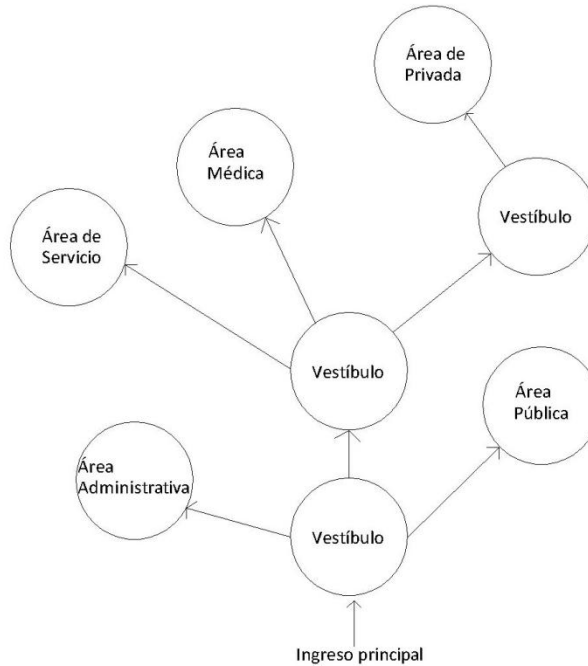 Área de
Privada
Área
Médica
Vestíbulo
Área de
Servicio
Vestíbulo
Área
Pública
Área
Administrativa
Vestíbulo
Ingreso principal